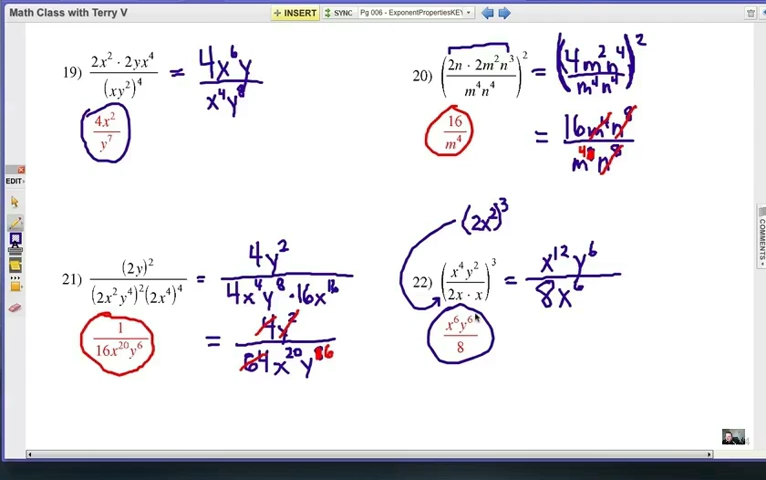 Math Class with Terry V
+ INSERT
SYNC
Pg 006 - ExponentPropertiesKEY
EDIT-
COMMENTS
19) (2x² · 2yx⁴)/(xy²)⁴ = 4x⁶y/x⁴y⁸
4x²/y⁷
20) ((2n · 2m²n³)/(m⁴n⁴))² = (4m²n⁴/m⁴n⁴)²
16/m⁴
= 16m⁴n⁸/m⁴⁸n⁸
21) (2y)²/((2x²y⁴)²(2x⁴)⁴) = 4y²/(4x⁴y⁸ · 16x¹⁶)
1/(16x²⁰y⁶)
= 4y²/64x²⁰y⁸⁶
(2x²)³
22) (x⁴y²/(2x · x))³ = x¹²y⁶/8x⁶
x⁶y⁶/8